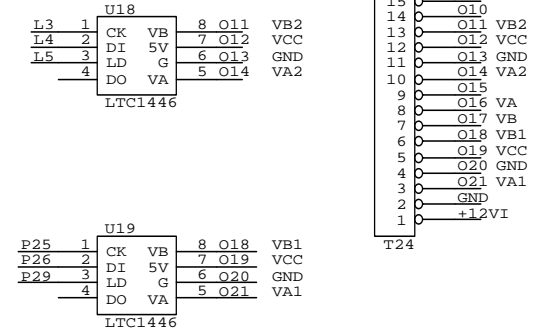 U18
L3 1 CK VB 8 O11 VB2
L4 2 DI 5V 7 O12 VCC
L5 3 LD G 6 O13 GND
4 DO VA 5 O14 VA2
LTC1446
15
14 O10
13 O11 VB2
12 O12 VCC
11 O13 GND
10 O14 VA2
9 O15
8 O16 VA
7 O17 VB
6 O18 VB1
5 O19 VCC
4 O20 GND
3 O21 VA1
2 GND
1 +12VI
T24
U19
P25 1 CK VB 8 O18 VB1
P26 2 DI 5V 7 O19 VCC
P29 3 LD G 6 O20 GND
4 DO VA 5 O21 VA1
LTC1446